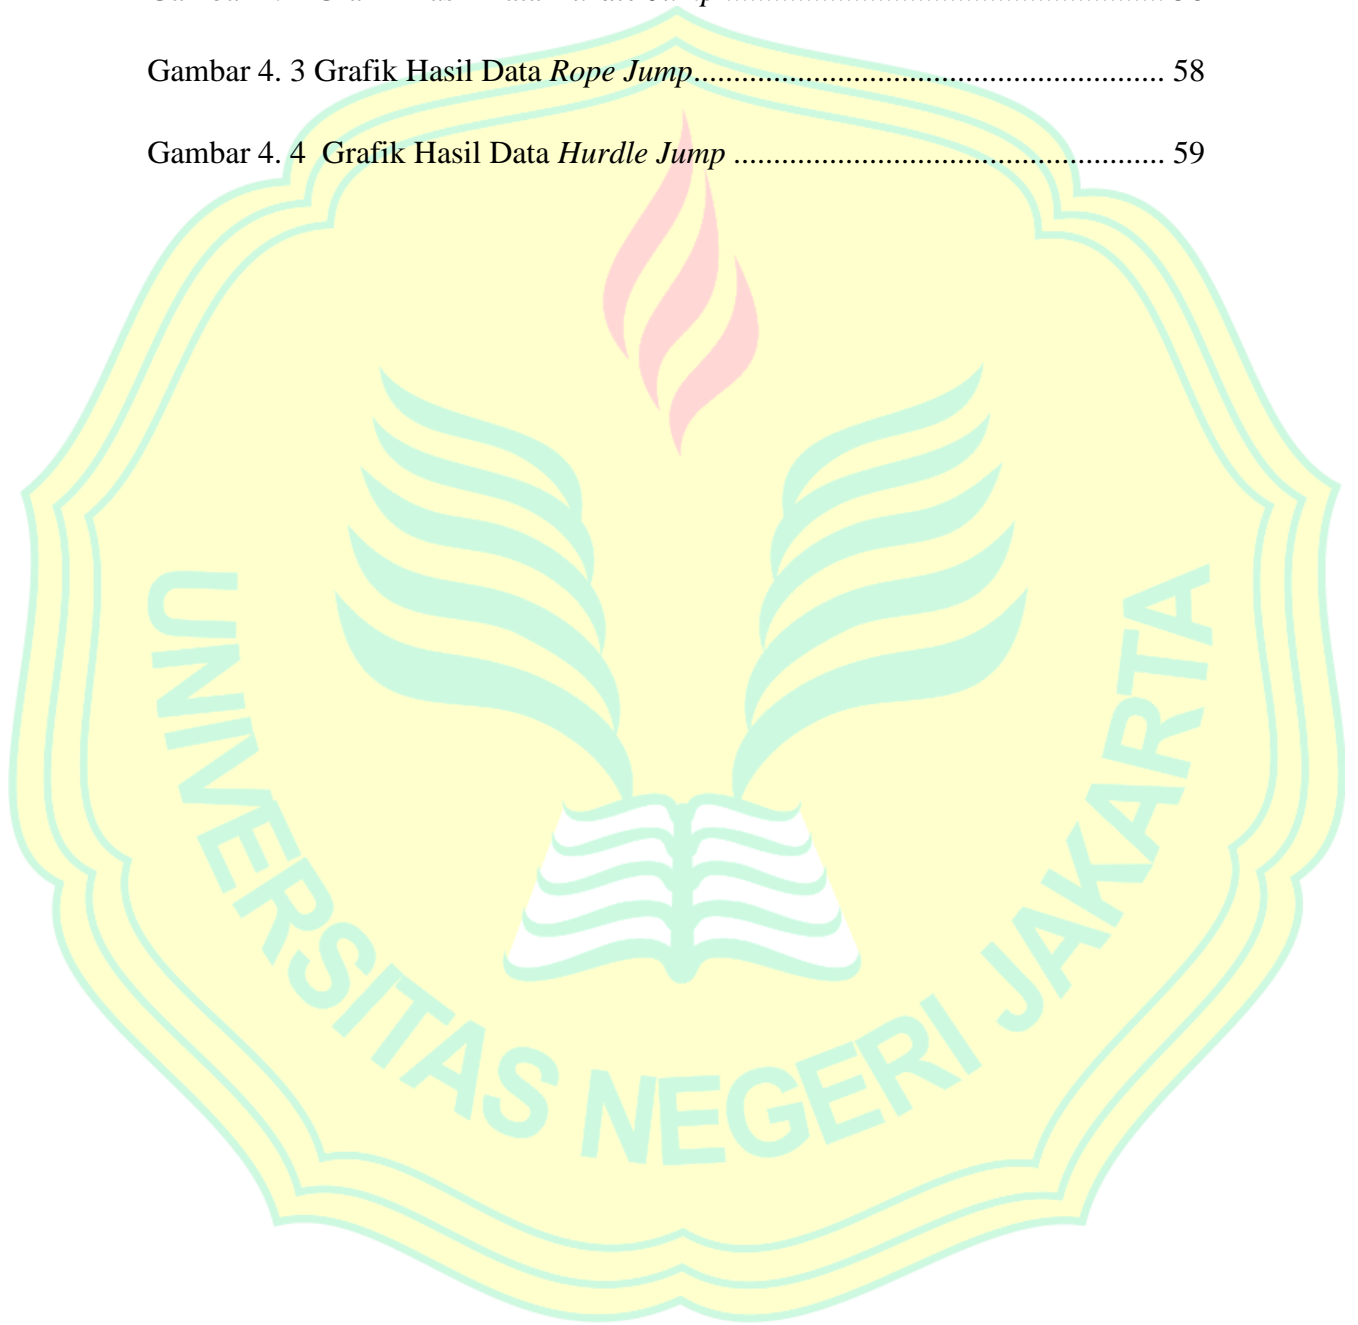 Gambar 4. 3 Grafik Hasil Data Rope Jump........................................................... 58
Gambar 4. 4  Grafik Hasil Data Hurdle Jump ...................................................... 59
UNIVERSITAS NEGERI JAKARTA